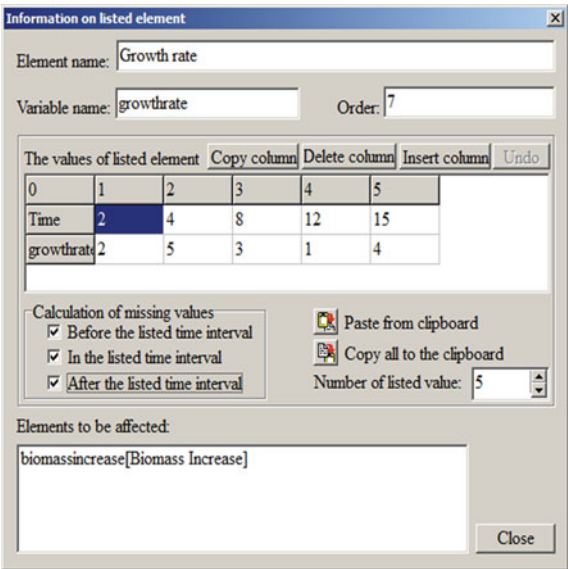 Information on listed element
Element name: Growth rate
Variable name: growthrate Order: 7
The values of listed element Copy column Delete column Insert column Undo
0 1 2 3 4 5
Time 2 4 8 12 15
growthrate 2 5 3 1 4
Calculation of missing values
Before the listed time interval
In the listed time interval
After the listed time interval
Paste from clipboard
Copy all to the clipboard
Number of listed value: 5
Elements to be affected:
biomassincrease[Biomass Increase]
Close